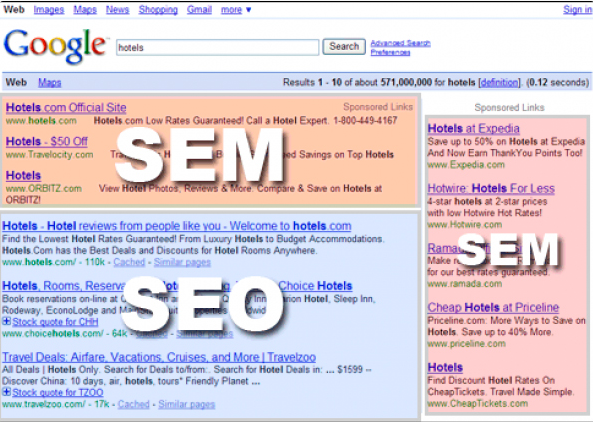 Web Images Maps News Shopping Gmail more ▼ Sign in
Google™ hotels Search Advanced Search
Preferences
Web Maps Results 1 - 10 of about 571,000,000 for hotels [definition]. (0.12 seconds)
Hotels.com Official Site Sponsored Links
www.hotels.com Hotels.com Low Rates Guaranteed! Call a Hotel Expert. 1-800-449-4167
Hotels - $50 Off
www.Travelocity.com Savings on Top Hotels
Hotels
www.ORBITZ.com View Hotel Photos, Reviews & More. Compare & Save on Hotels at
ORBITZ!
SEM
Hotels - Hotel reviews from people like you - Welcome to hotels.com
Find the Lowest Hotel Rates Guaranteed! From Luxury Hotels to Budget Accommodations.
Hotels.Com Has the Best Deals and Discounts for Hotel Rooms Anywhere.
www.hotels.com/ - 110k - Cached - Similar pages
Hotels, Rooms, Reservations Choice Hotels
Book reservations on-line at Inn, Sleep Inn,
Rodeway, EconoLodge and
Stock quote for CHH
www.choicehotels.com/ - 64k - Similar pages
SEO
Travel Deals: Airfare, Vacations, Cruises, and More | Travelzoo
All Deals | Hotels Only. Search for Deals to/from:. Search for Hotel Deals in: ... $1599 --
Discover China: 10 days, air, hotels, tours* Friendly Planet ...
Stock quote for TZOO
www.travelzoo.com/ - 17k - Cached - Similar pages
Sponsored Links
Hotels at Expedia
Save up to 50% on Hotels at Expedia
And Now Earn ThankYou Points Too!
www.Expedia.com
Hotwire: Hotels For Less
4-star hotels at 2-star prices
with low Hotwire Hot Rates!
www.Hotwire.com
for our best rates guaranteed.
www.ramada.com
SEM
Cheap Hotels at Priceline
Priceline.com: More Ways to Save on
Hotels. Save up to 40% More.
www.priceline.com
Hotels
Find Discount Hotel Rates On
CheapTickets. Travel Made Simple.
www.CheapTickets.com